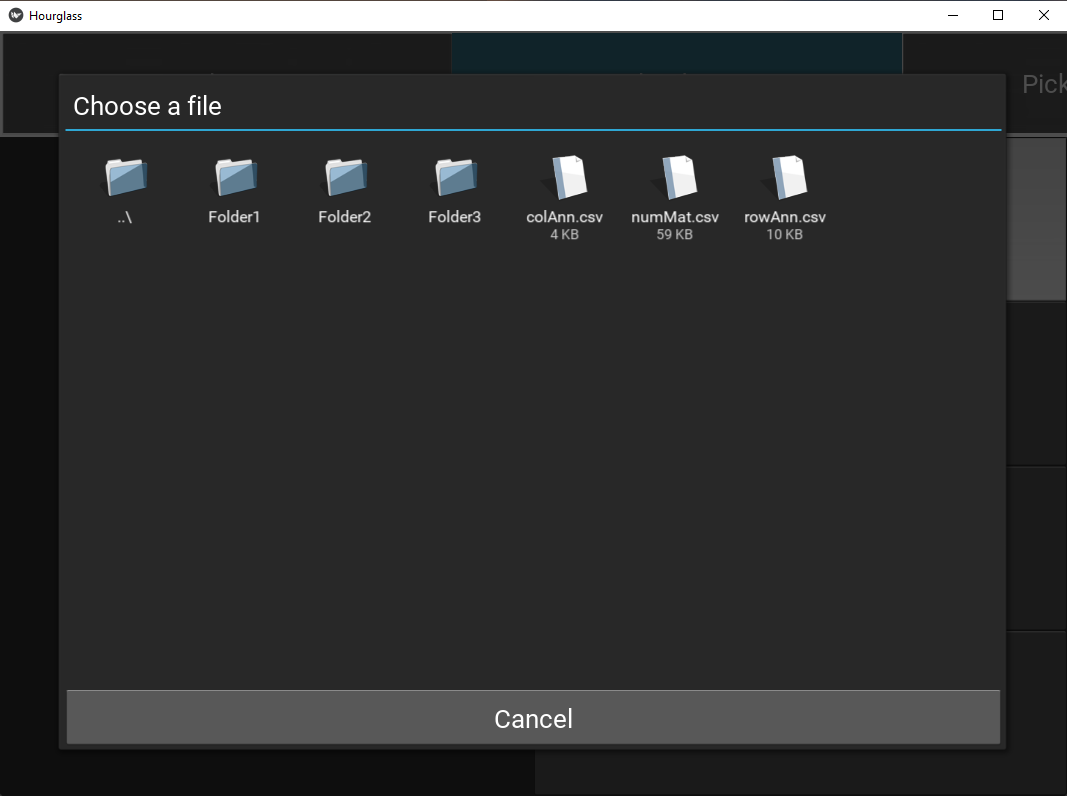 Hourglass
Pick
Choose a file
..\
Folder1
Folder2
Folder3
colAnn.csv
4 KB
numMat.csv
59 KB
rowAnn.csv
10 KB
Cancel